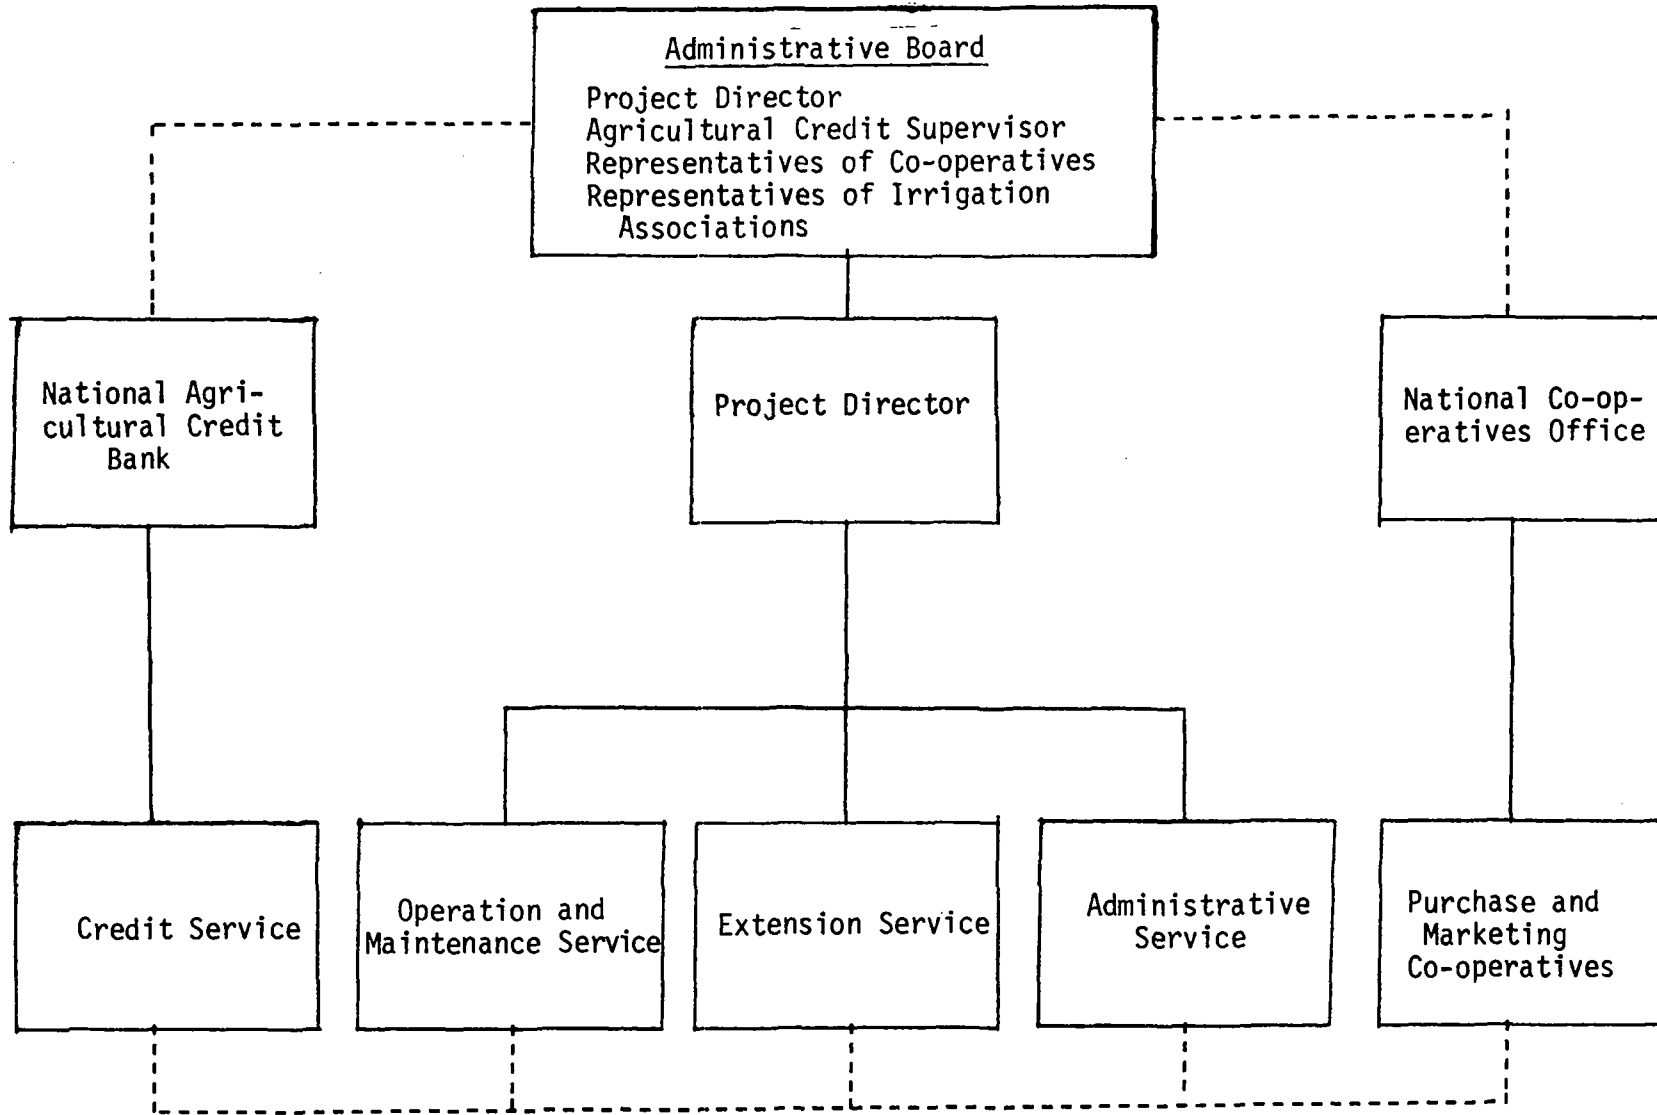 Administrative Board
Project Director
Agricultural Credit Supervisor
Representatives of Co-operatives
Representatives of Irrigation
Associations
National Agri-
cultural Credit
Bank
Project Director
National Co-op-
eratives Office
Credit Service
Operation and
Maintenance Service
Extension Service
Administrative
Service
Purchase and
Marketing
Co-operatives